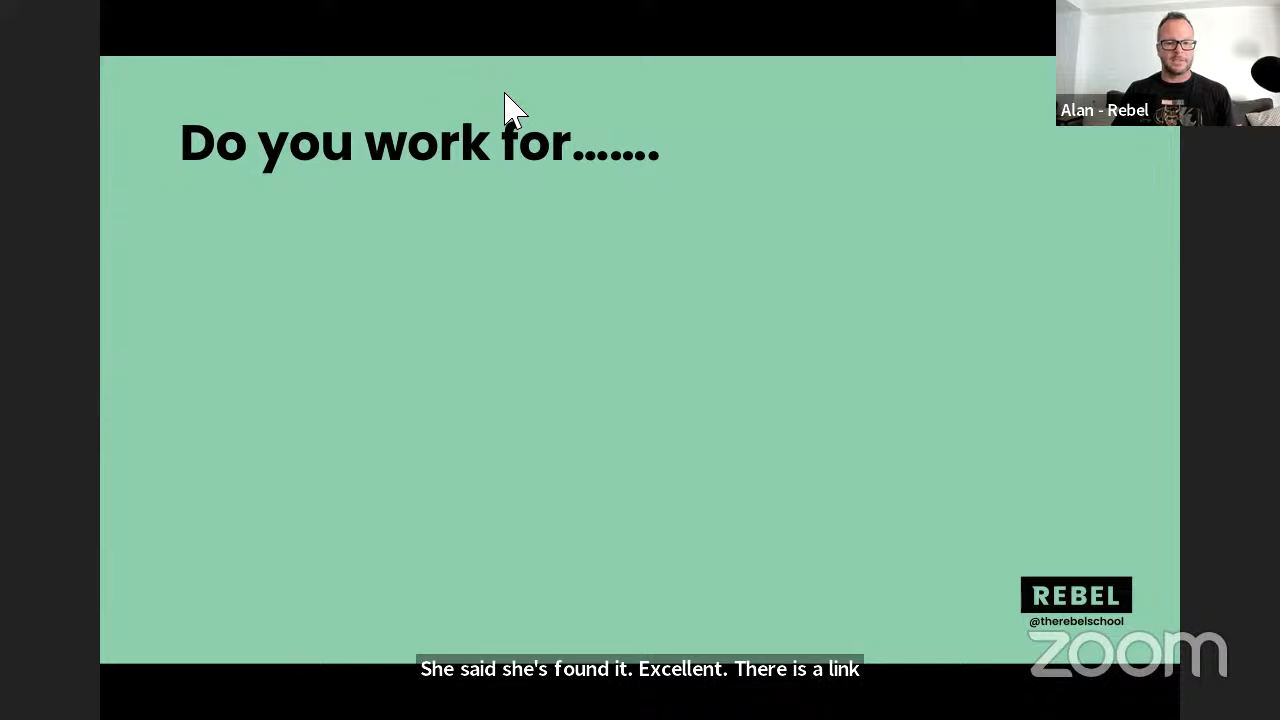 Do you work for.......
Alan - Rebel
REBEL
@therebelschool
zoom
She said she's found it. Excellent. There is a link